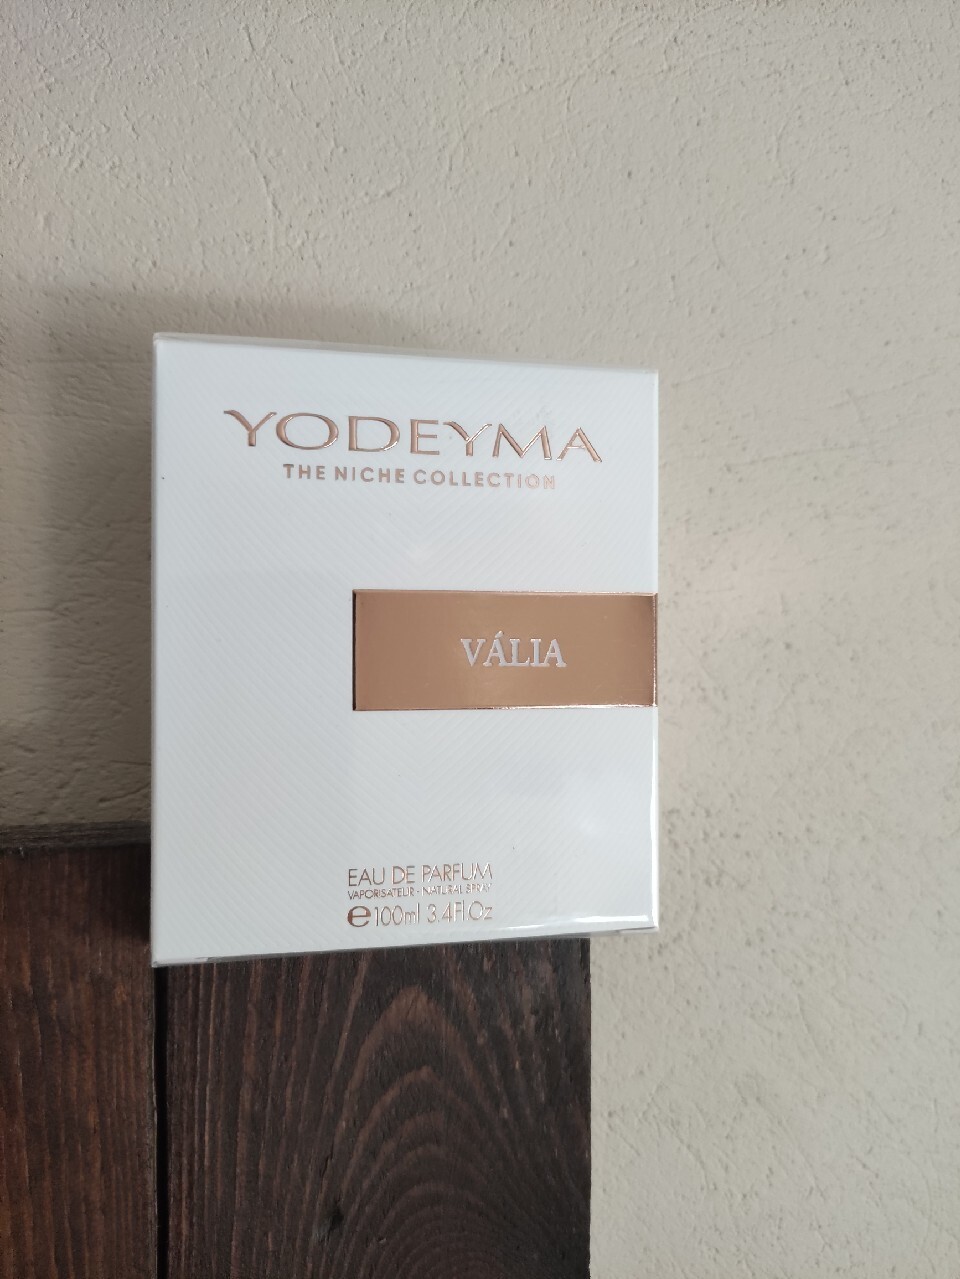 YODEYMA
THE NICHE COLLECTION
VÁLIA
EAU DE PARFUM
VAPORISATEUR - NATURAL SPRAY
℮100ml 3.4Fl.Oz